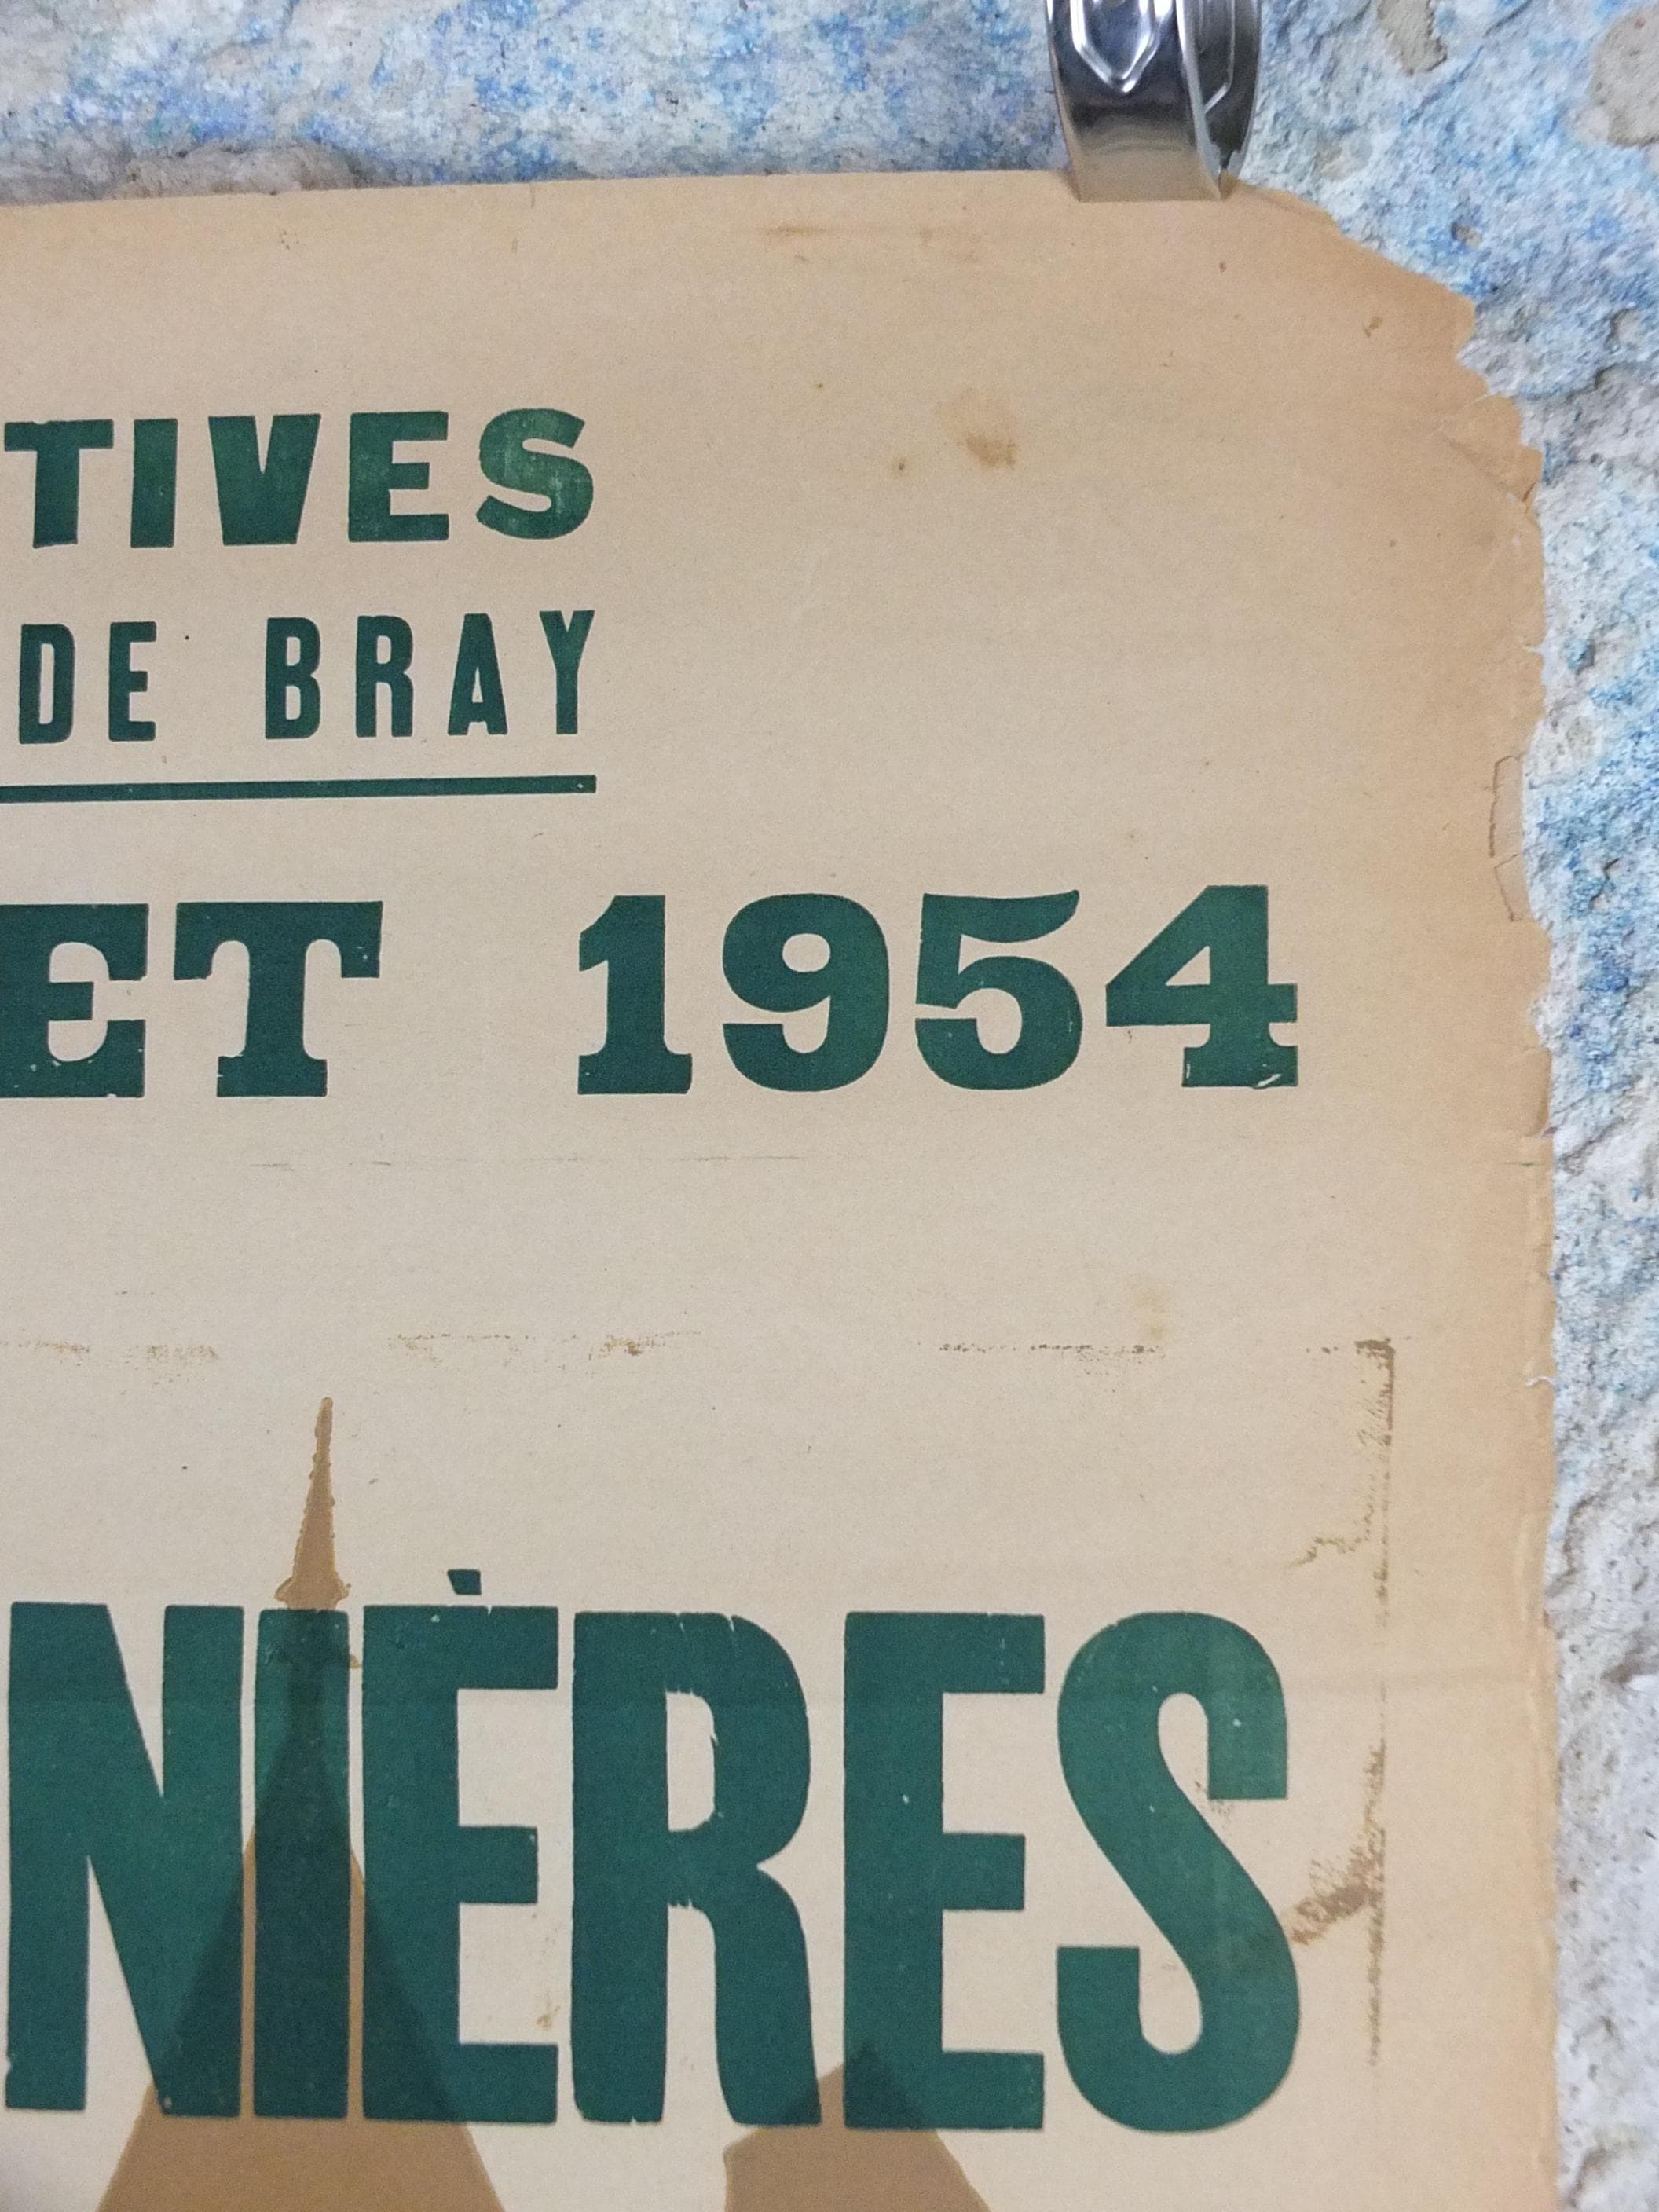 TIVES
DE BRAY
ET 1954
NIÈRES